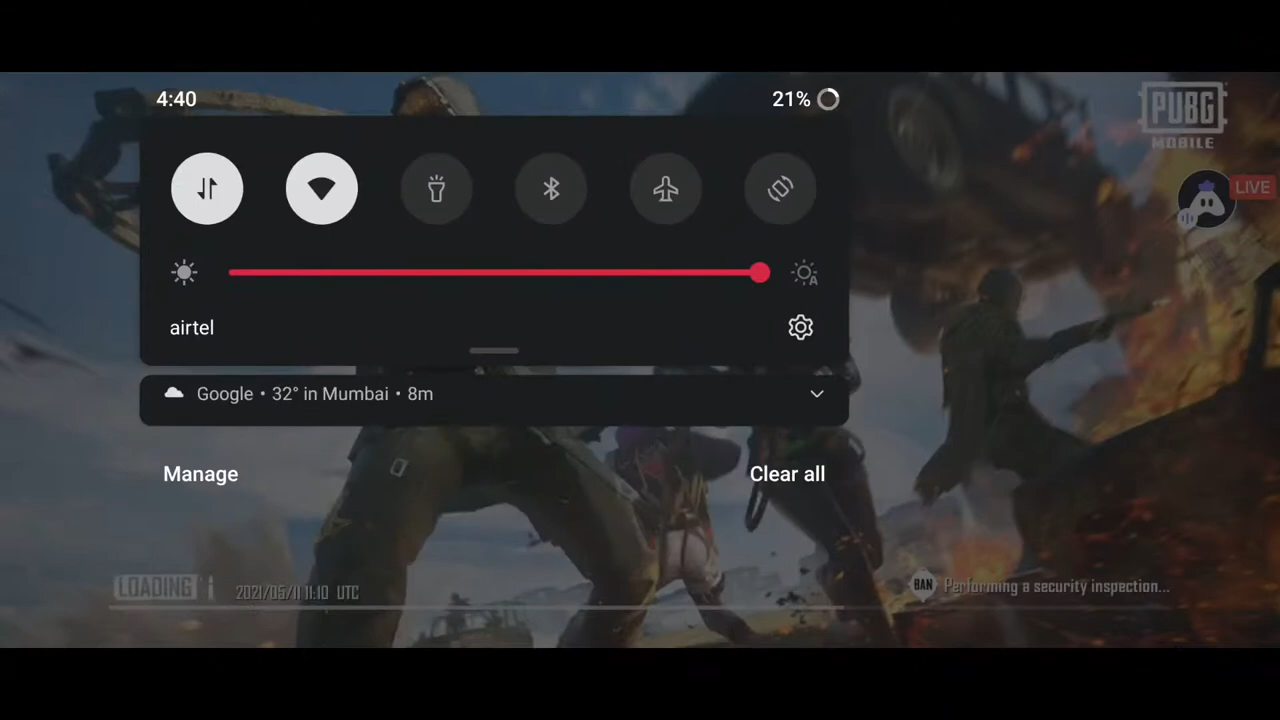 4:40
21%
PUBG
MOBILE
LIVE
A
airtel
Google • 32° in Mumbai • 8m
Manage
Clear all
LOADING
2021/05/11 11:10 UTC
BAN
Performing a security inspection...